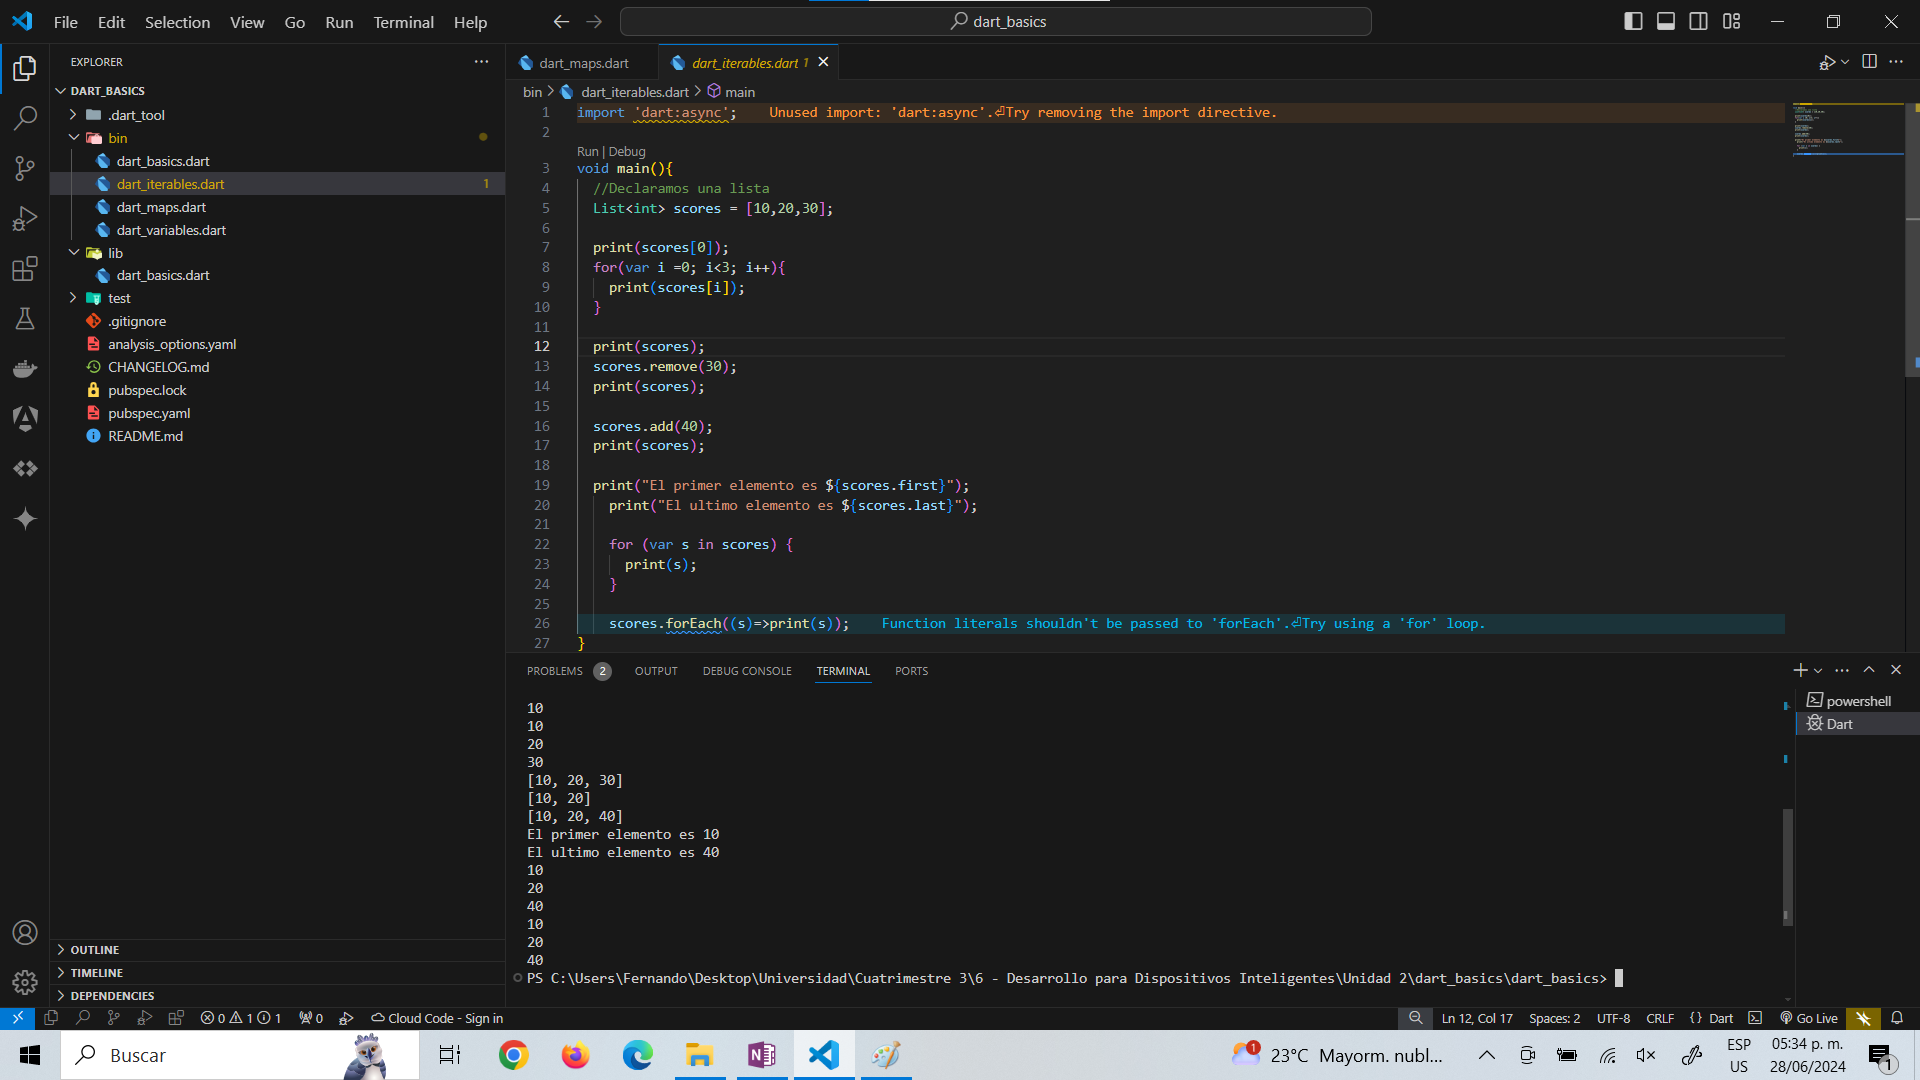 File Edit Selection View Go Run Terminal Help
dart_basics
EXPLORER
DART_BASICS
.dart_tool
bin
dart_basics.dart
dart_iterables.dart 1
dart_maps.dart
dart_variables.dart
lib
dart_basics.dart
test
.gitignore
analysis_options.yaml
CHANGELOG.md
pubspec.lock
pubspec.yaml
README.md
OUTLINE
TIMELINE
DEPENDENCIES
dart_maps.dart
dart_iterables.dart 1
bin > dart_iterables.dart > main
1 import 'dart:async'; Unused import: 'dart:async'.⏎Try removing the import directive.
2
Run | Debug
3 void main(){
4 //Declaramos una lista
5 List<int> scores = [10,20,30];
6
7 print(scores[0]);
8 for(var i =0; i<3; i++){
9 print(scores[i]);
10 }
11
12 print(scores);
13 scores.remove(30);
14 print(scores);
15
16 scores.add(40);
17 print(scores);
18
19 print("El primer elemento es ${scores.first}");
20 print("El ultimo elemento es ${scores.last}");
21
22 for (var s in scores) {
23 print(s);
24 }
25
26 scores.forEach((s)=>print(s)); Function literals shouldn't be passed to 'forEach'.⏎Try using a 'for' loop.
27 }
PROBLEMS 2 OUTPUT DEBUG CONSOLE TERMINAL PORTS
10
10
20
30
[10, 20, 30]
[10, 20]
[10, 20, 40]
El primer elemento es 10
El ultimo elemento es 40
10
20
40
10
20
40
PS C:\Users\Fernando\Desktop\Universidad\Cuatrimestre 3\6 - Desarrollo para Dispositivos Inteligentes\Unidad 2\dart_basics\dart_basics>
powershell
Dart
0 1 1 0 Cloud Code - Sign in
Ln 12, Col 17 Spaces: 2 UTF-8 CRLF {} Dart Go Live
Buscar
1 23°C Mayorm. nubl...
ESP
US
05:34 p. m.
28/06/2024
1